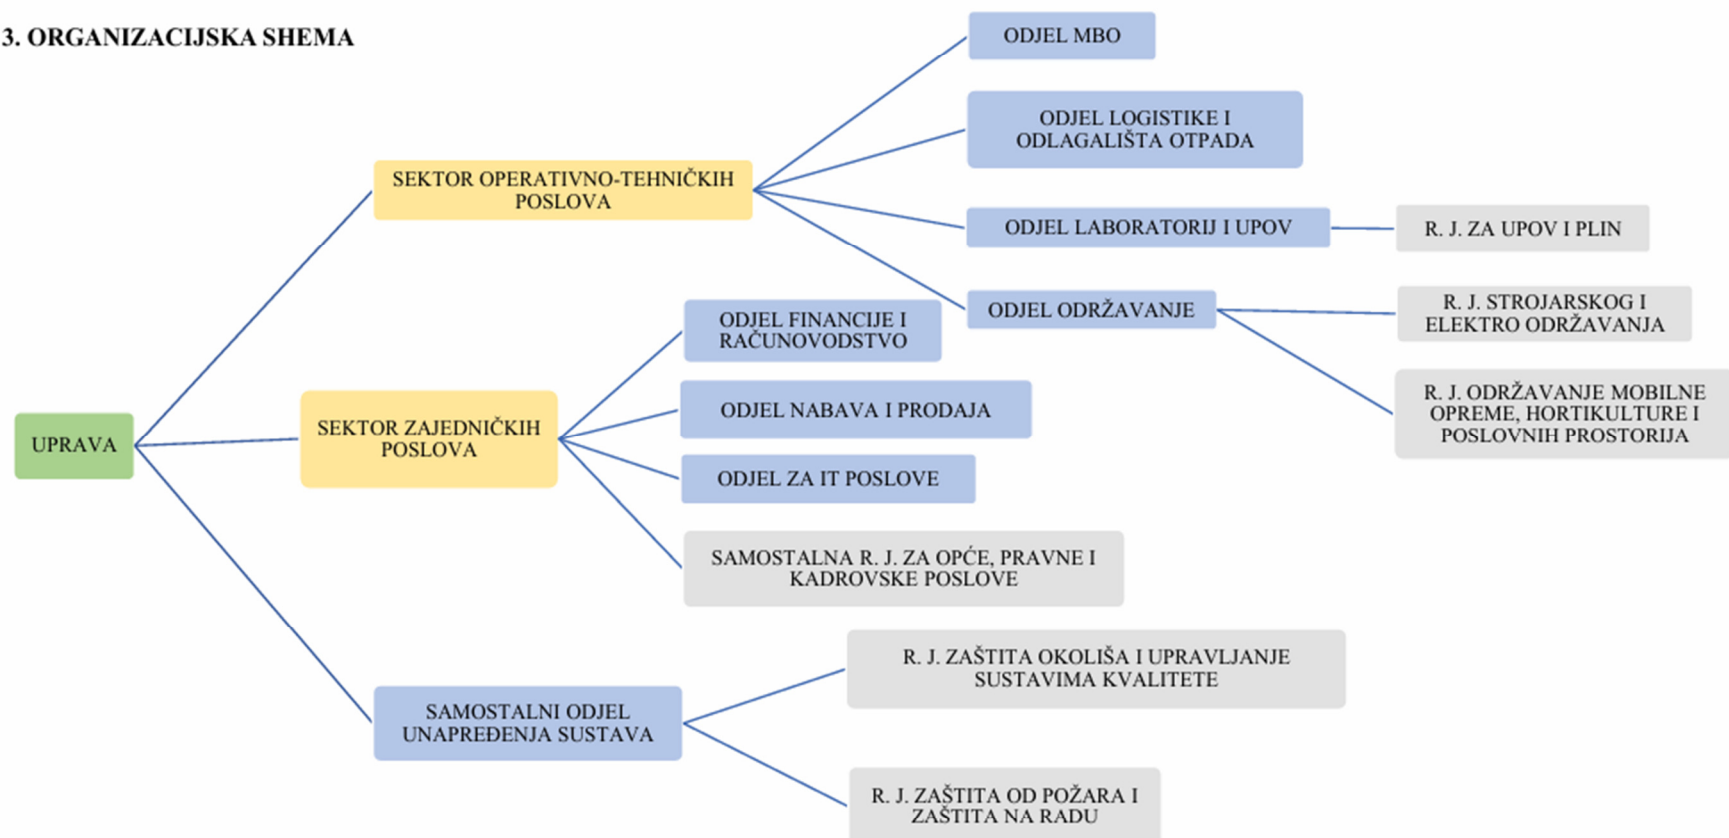 3. ORGANIZACIJSKA SHEMA
ODJEL MBO
ODJEL LOGISTIKE I
ODLAGALIŠTA OTPADA
SEKTOR OPERATIVNO-TEHNIČKIH
POSLOVA
ODJEL LABORATORIJ I UPOV
R. J. ZA UPOV I PLIN
ODJEL ODRŽAVANJE
R. J. STROJARSKOG I
ELEKTRO ODRŽAVANJA
R. J. ODRŽAVANJE MOBILNE
OPREME, HORTIKULTURE I
POSLOVNIH PROSTORIJA
UPRAVA
SEKTOR ZAJEDNIČKIH
POSLOVA
ODJEL FINANCIJE I
RAČUNOVODSTVO
ODJEL NABAVA I PRODAJA
ODJEL ZA IT POSLOVE
SAMOSTALNA R. J. ZA OPĆE, PRAVNE I
KADROVSKE POSLOVE
SAMOSTALNI ODJEL
UNAPREĐENJA SUSTAVA
R. J. ZAŠTITA OKOLIŠA I UPRAVLJANJE
SUSTAVIMA KVALITETE
R. J. ZAŠTITA OD POŽARA I
ZAŠTITA NA RADU